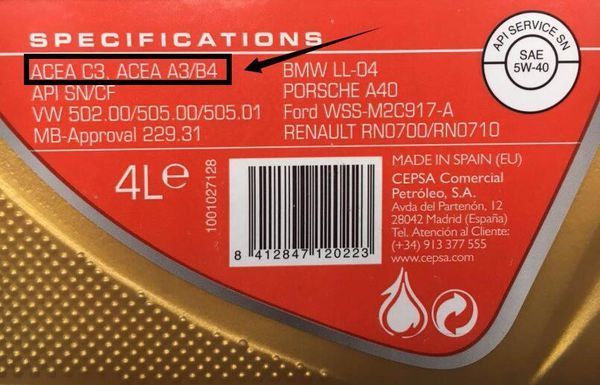 SPECIFICATIONS
ACEA C3, ACEA A3/B4
API SN/CF
VW 502.00/505.00/505.01
MB-Approval 229.31
BMW LL-04
PORSCHE A40
Ford WSS-M2C917-A
RENAULT RN0700/RN0710
API SERVICE SN
SAE
5W-40
4L℮
1001027128
8 412847 120223
MADE IN SPAIN (EU)
CEPSA Comercial
Petróleo, S.A.
Avda del Partenón, 12
28042 Madrid (España)
Tel. Atención al Cliente:
(+34) 913 377 555
www.cepsa.com